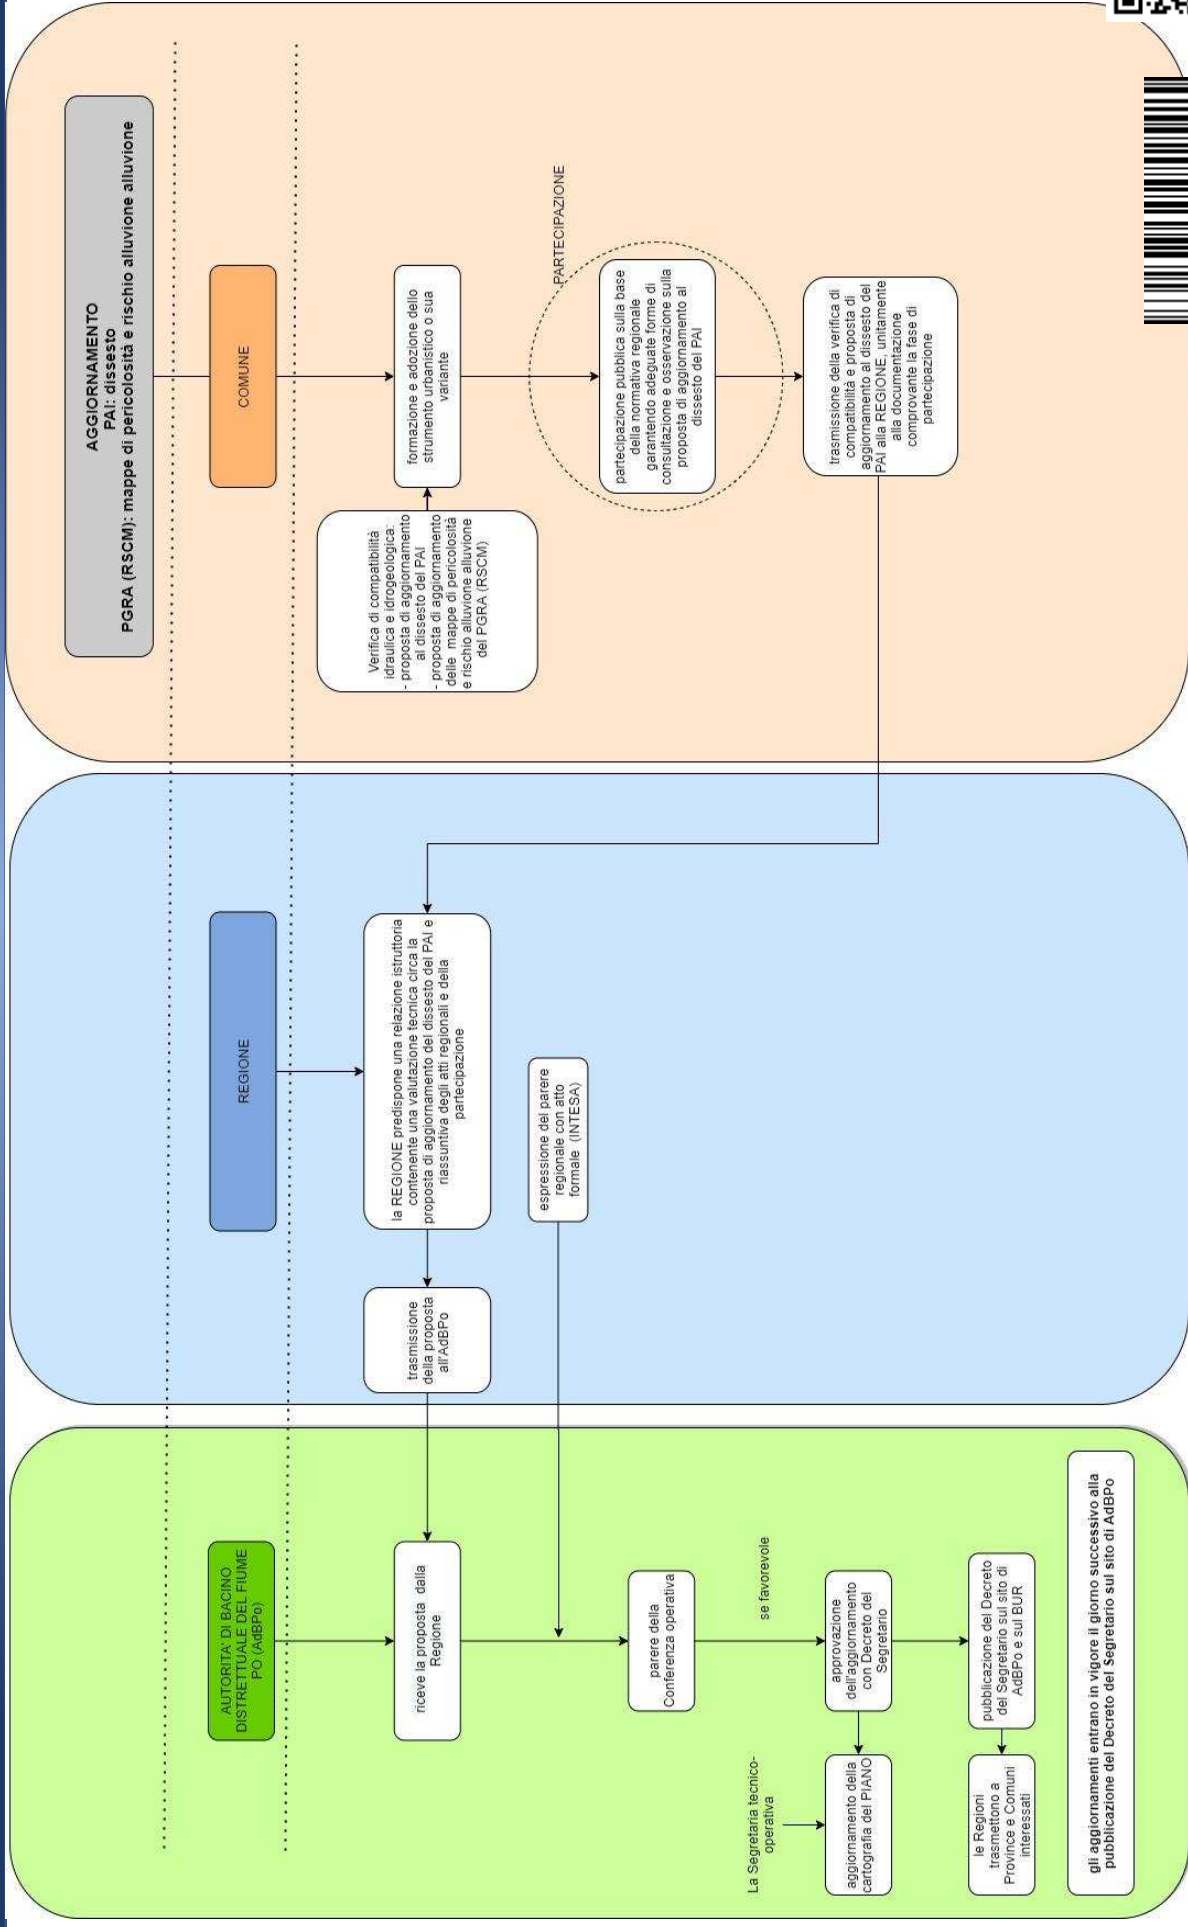 AGGIORNAMENTO
PAI: dissesto
PGRA (RSCM): mappe di pericolosità e rischio alluvione alluvione
AUTORITA' DI BACINO
DISTRETTUALE DEL FIUME
PO (AdBPo)
REGIONE
COMUNE
riceve la proposta dalla
Regione
trasmissione
della proposta
all'AdBPo
la REGIONE predispone una relazione istruttoria
contenente una valutazione tecnica circa la
proposta di aggiornamento del dissesto del PAI e
riassuntiva degli atti regionali e della
partecipazione
Verifica di compatibilità
idraulica e idrogeologica:
- proposta di aggiornamento
al dissesto del PAI
- proposta di aggiornamento
delle mappe di pericolosità
e rischio alluvione alluvione
del PGRA (RSCM)
formazione e adozione dello
strumento urbanistico o sua
variante
espressione del parere
regionale con atto
formale (INTESA)
PARTECIPAZIONE
parere della
Conferenza operativa
partecipazione pubblica sulla base
della normativa regionale
garantendo adeguate forme di
consultazione e osservazione sulla
proposta di aggiornamento al
dissesto del PAI
se favorevole
La Segretaria tecnico-
operativa
aggiornamento della
cartografia del PIANO
approvazione
dell'aggiornamento
con Decreto del
Segretario
trasmissione della verifica di
compatibilità e proposta di
aggiornamento al dissesto del
PAI alla REGIONE, unitamente
alla documentazione
comprovante la fase di
partecipazione
le Regioni
trasmettono a
Province e Comuni
interessati
pubblicazione del Decreto
del Segretario sul sito di
AdBPo e sul BUR
gli aggiornamenti entrano in vigore il giorno successivo alla
pubblicazione del Decreto del Segretario sul sito di AdBPo